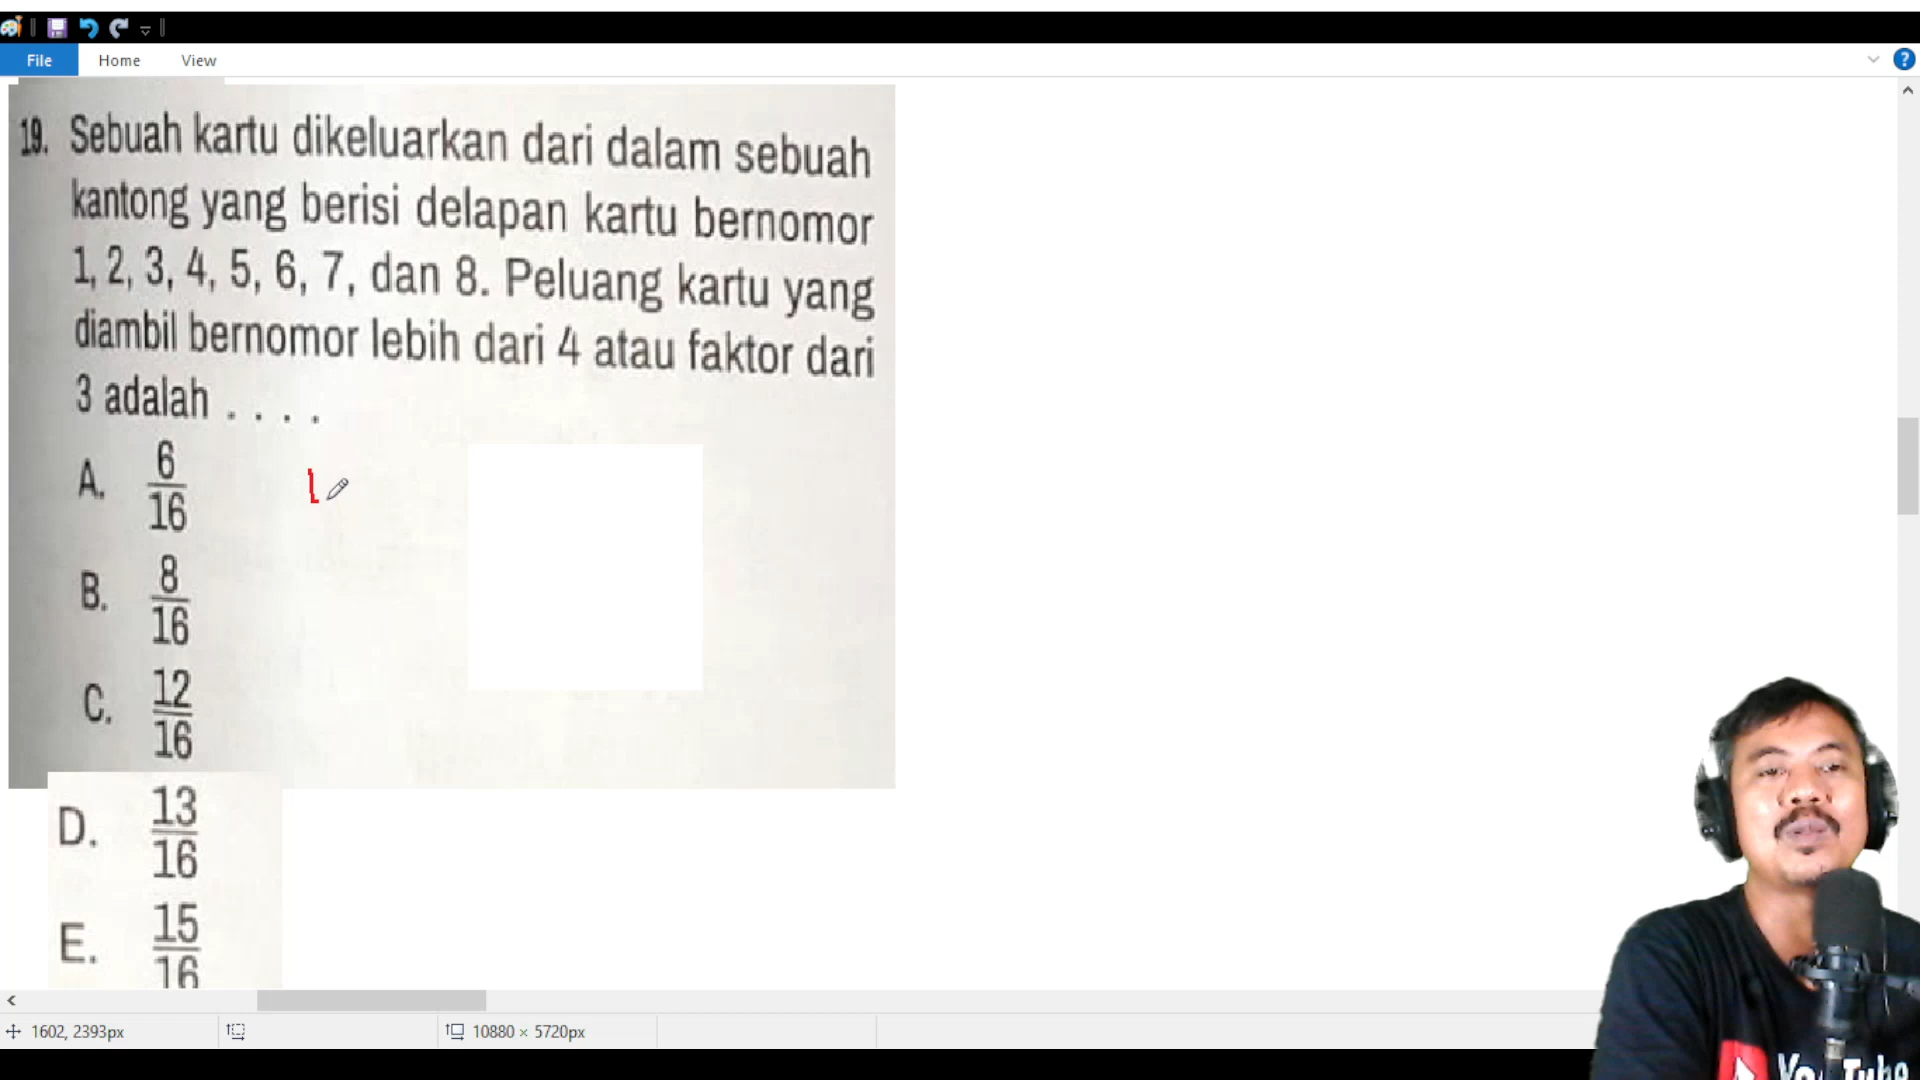 File Home View
19. Sebuah kartu dikeluarkan dari dalam sebuah
kantong yang berisi delapan kartu bernomor
1, 2, 3, 4, 5, 6, 7, dan 8. Peluang kartu yang
diambil bernomor lebih dari 4 atau faktor dari
3 adalah . . . .
A. 6/16
B. 8/16
C. 12/16
D. 13/16
E. 15/16
1602, 2393px
10880 × 5720px
YouTube